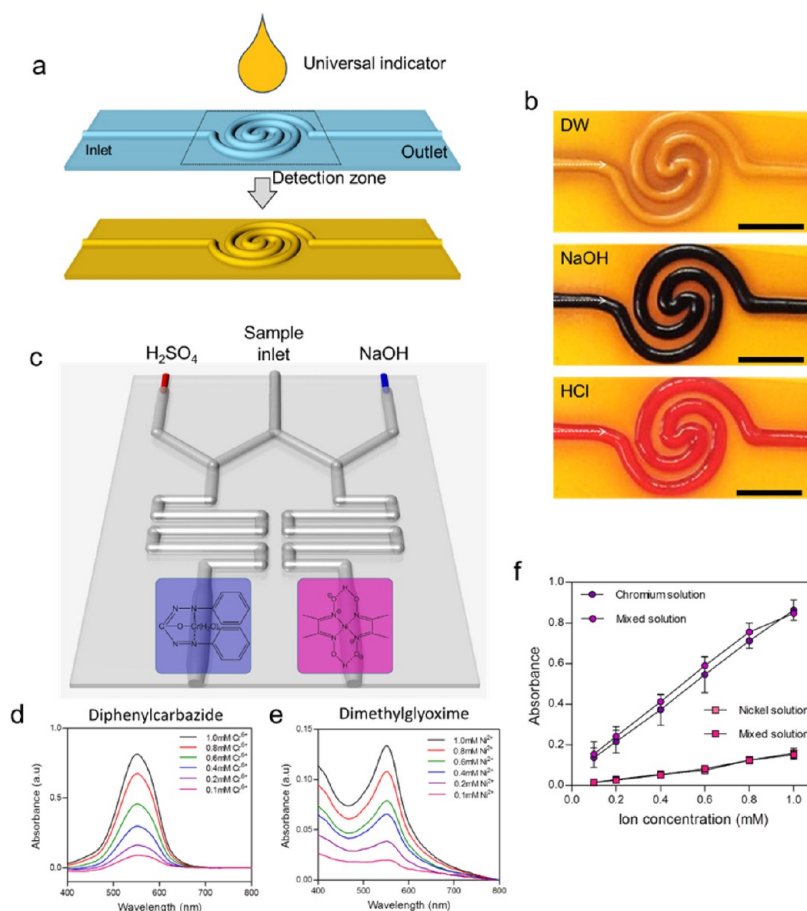 a
Universal indicator
Inlet
Outlet
Detection zone
b
DW
NaOH
HCl
c
H₂SO₄
Sample
inlet
NaOH
d
Diphenylcarbazide
Absorbance (a.u)
1.0
0.5
0.0
400
500
600
700
800
Wavelength (nm)
1.0mM Cr⁶⁺
0.8mM Cr⁶⁺
0.6mM Cr⁶⁺
0.4mM Cr⁶⁺
0.2mM Cr⁶⁺
0.1mM Cr⁶⁺
e
Dimethylglyoxime
Absorbance (a.u)
0.15
0.10
0.05
0.00
400
500
600
700
800
Wavelength (nm)
1.0mM Ni²⁺
0.8mM Ni²⁺
0.6mM Ni²⁺
0.4mM Ni²⁺
0.2mM Ni²⁺
0.1mM Ni²⁺
f
Absorbance
1.0
0.8
0.6
0.4
0.2
0.0
0.0
0.2
0.4
0.6
0.8
1.0
Ion concentration (mM)
Chromium solution
Mixed solution
Nickel solution
Mixed solution